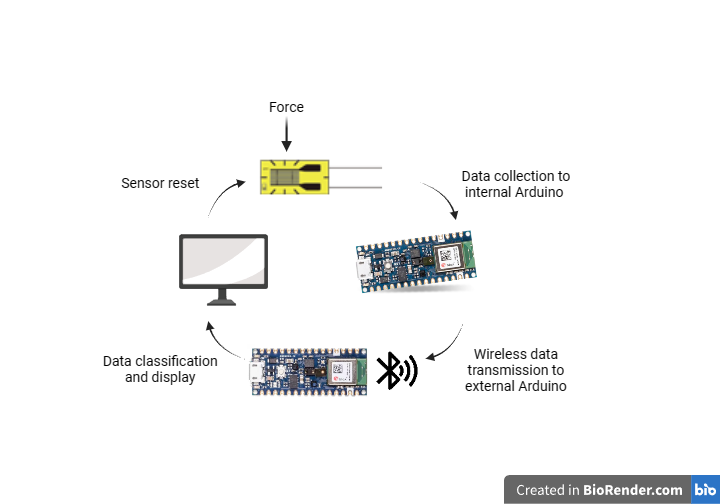 Force
Sensor reset
Data collection to
internal Arduino
Data classification
and display
Wireless data
transmission to
external Arduino
Created in BioRender.com bio